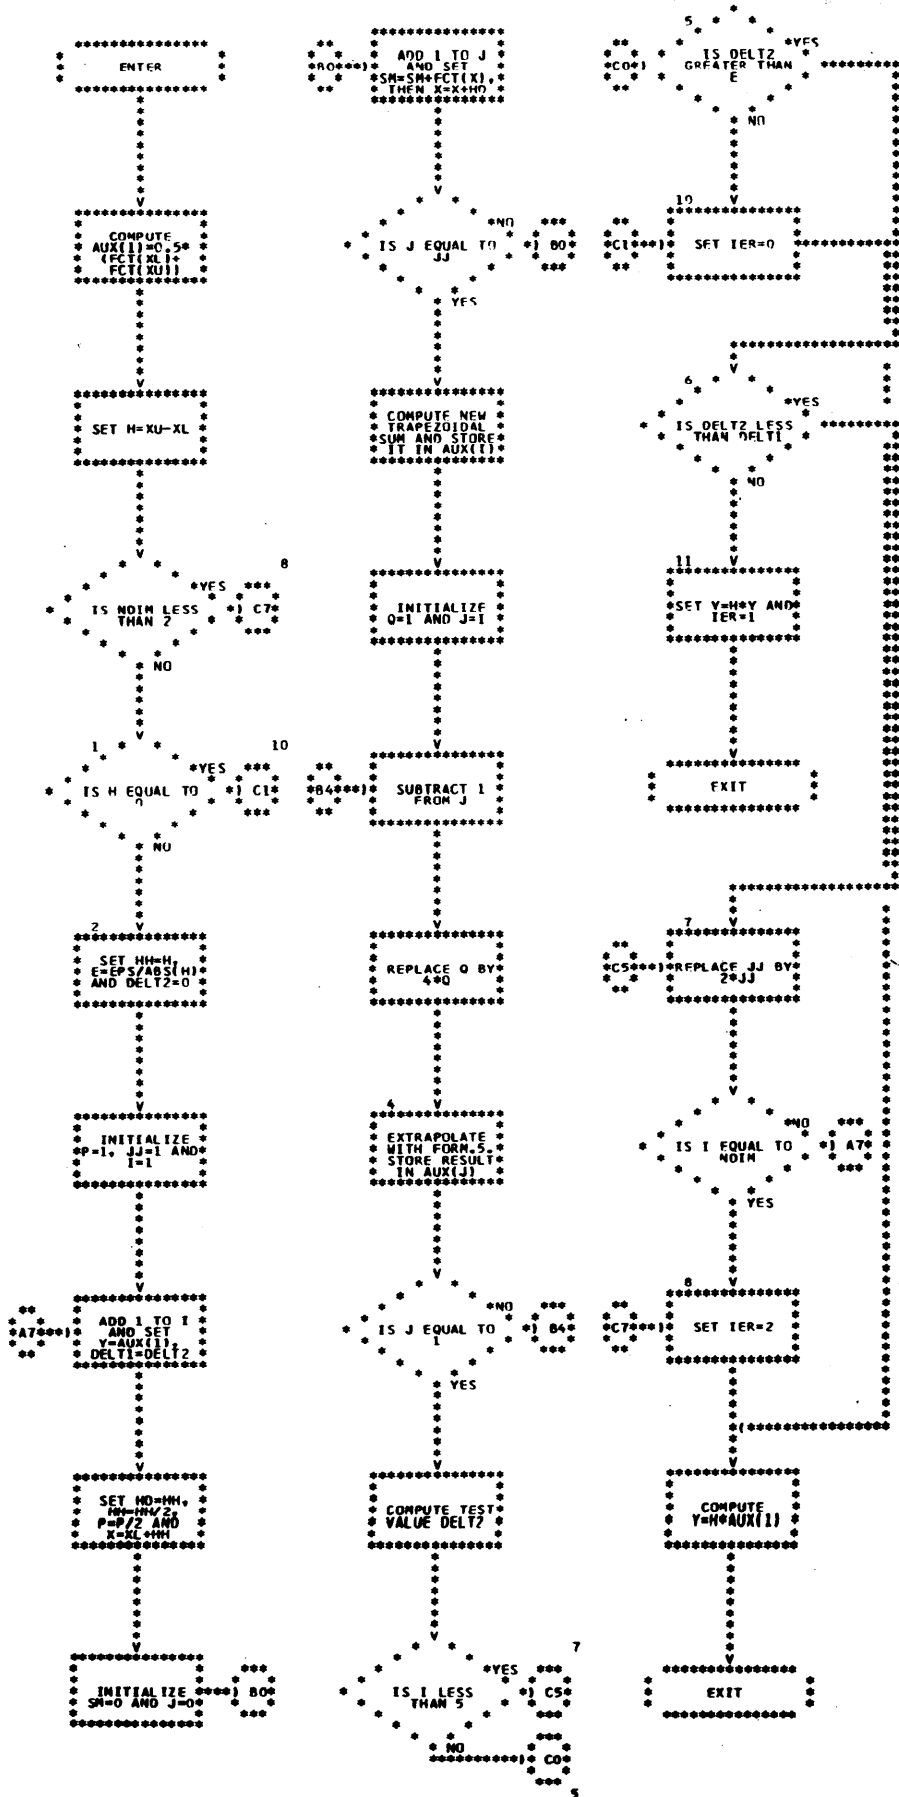 ENTER
COMPUTE
AUX(1)=0.5*
(FCT(XL)+
FCT(XU))
SET H=XU-XL
8
IS NDIM LESS
THAN 2
YES
C7
NO
1
10
IS H EQUAL TO
0
YES
C1
NO
2
SET HH=H,
E=EPS/ABS(H)
AND DELT2=0
INITIALIZE
P=1, JJ=1 AND
I=1
A7
ADD 1 TO I
AND SET
Y=AUX(1),
DELT1=DELT2
SET HD=HH,
HH=HH/2,
P=P/2 AND
X=XL+HH
INITIALIZE
SM=0 AND J=0
B0
B0
ADD 1 TO J
AND SET
SM=SM+FCT(X),
THEN X=X+HD
IS J EQUAL TO
JJ
NO
B0
YES
COMPUTE NEW
TRAPEZOIDAL
SUM AND STORE
IT IN AUX(I)
INITIALIZE
Q=1 AND J=I
B4
SUBTRACT 1
FROM J
REPLACE Q BY
4*Q
4
EXTRAPOLATE
WITH FORM.5.
STORE RESULT
IN AUX(J)
IS J EQUAL TO
1
NO
B4
YES
COMPUTE TEST
VALUE DELT2
7
IS I LESS
THAN 5
YES
C5
NO
C0
5
5
C0
IS DELT2
GREATER THAN
E
YES
NO
10
C1
SET IER=0
6
IS DELT2 LESS
THAN DELT1
YES
NO
11
SET Y=H*Y AND
IER=1
EXIT
7
C5
REPLACE JJ BY
2*JJ
IS I EQUAL TO
NDIM
NO
A7
YES
8
C7
SET IER=2
COMPUTE
Y=H*AUX(1)
EXIT